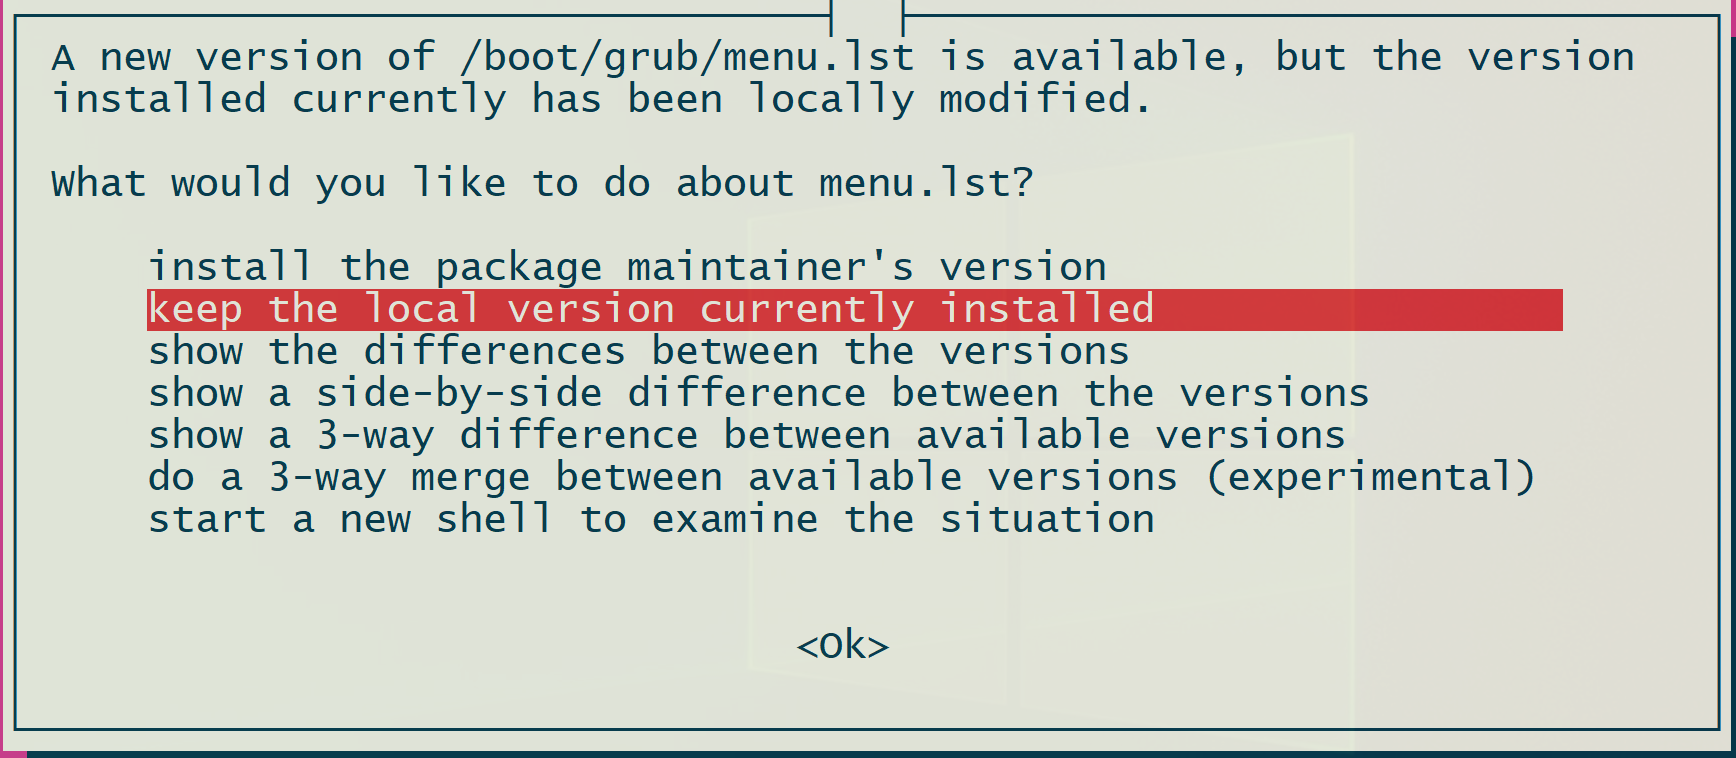 A new version of /boot/grub/menu.lst is available, but the version
installed currently has been locally modified.
What would you like to do about menu.lst?
install the package maintainer's version
keep the local version currently installed
show the differences between the versions
show a side-by-side difference between the versions
show a 3-way difference between available versions
do a 3-way merge between available versions (experimental)
start a new shell to examine the situation
<Ok>